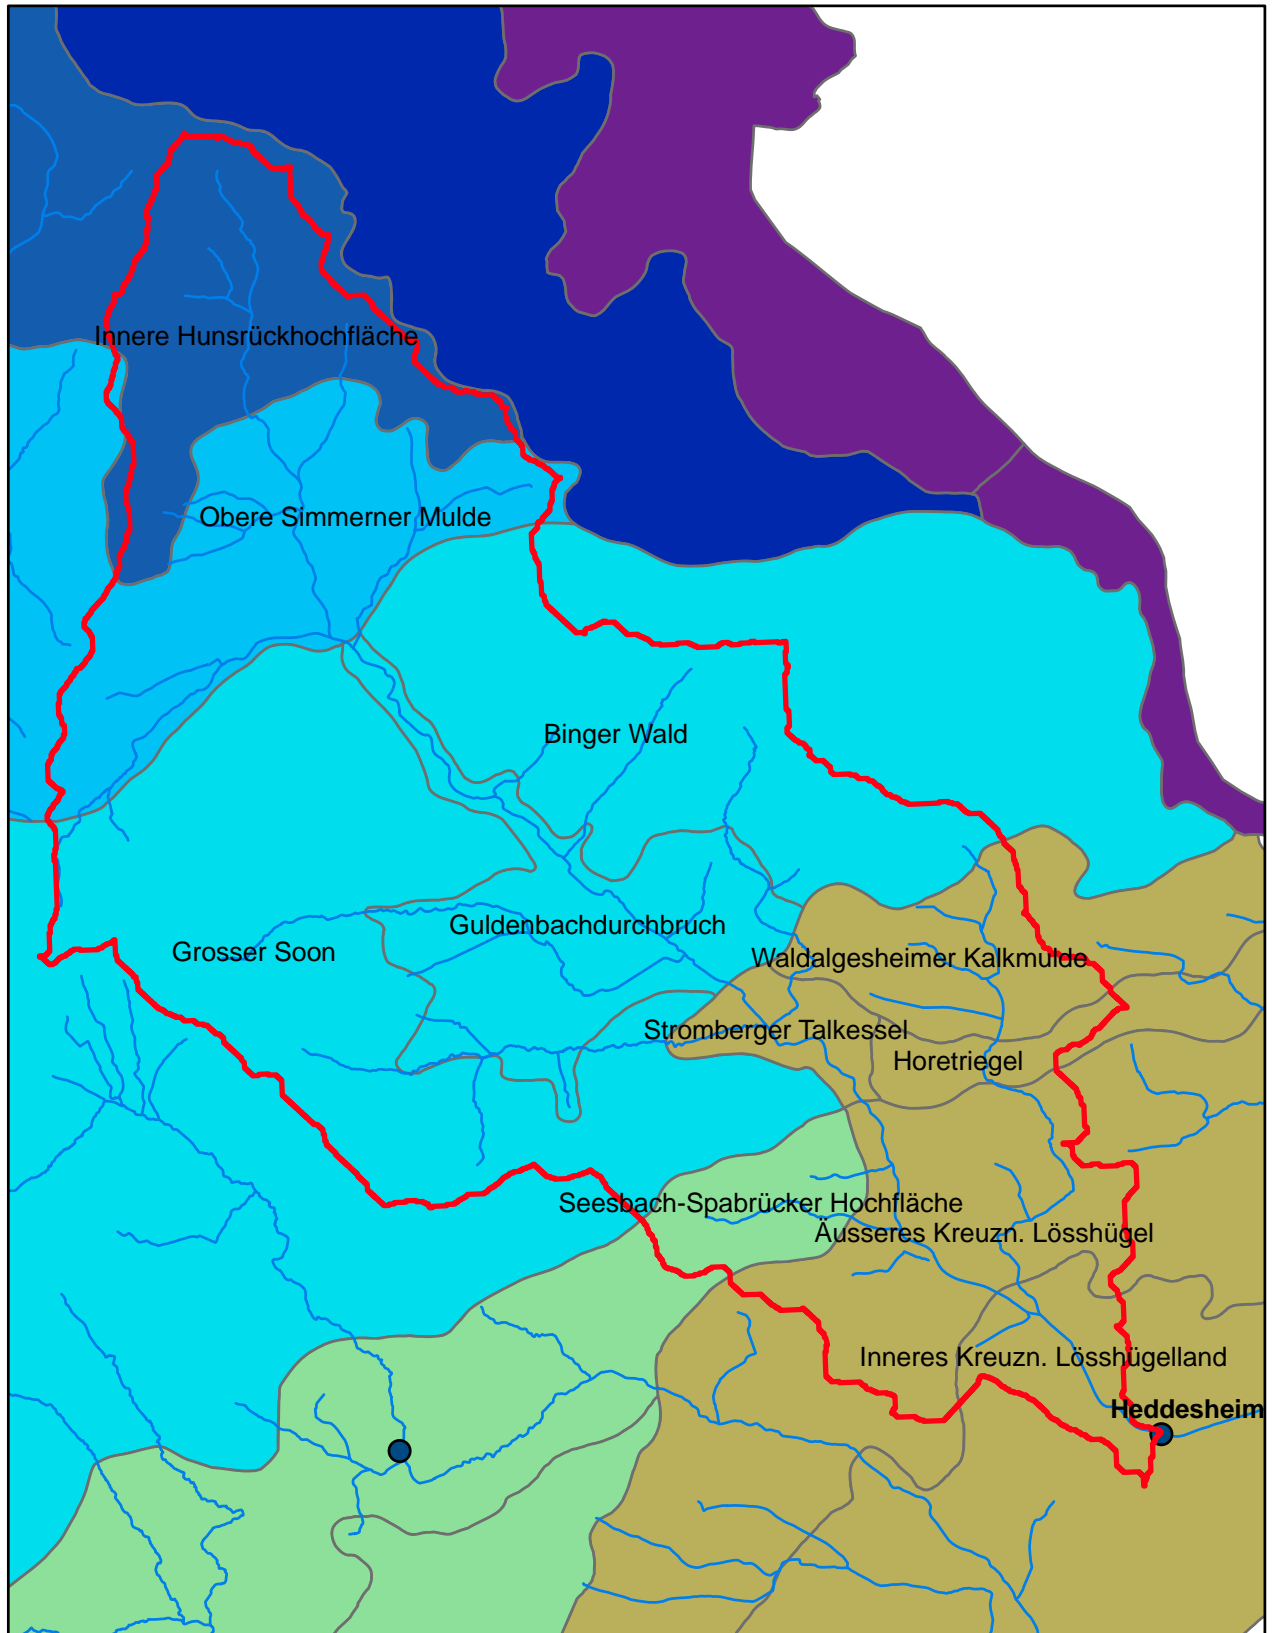 Innere Hunsrückhochfläche
Obere Simmerner Mulde
Binger Wald
Guldenbachdurchbruch
Grosser Soon
Waldalgesheimer Kalkmulde
Stromberger Talkessel
Horetriegel
Seesbach-Spabrücker Hochfläche
Äusseres Kreuzn. Lösshügel
Inneres Kreuzn. Lösshügelland
Heddesheim